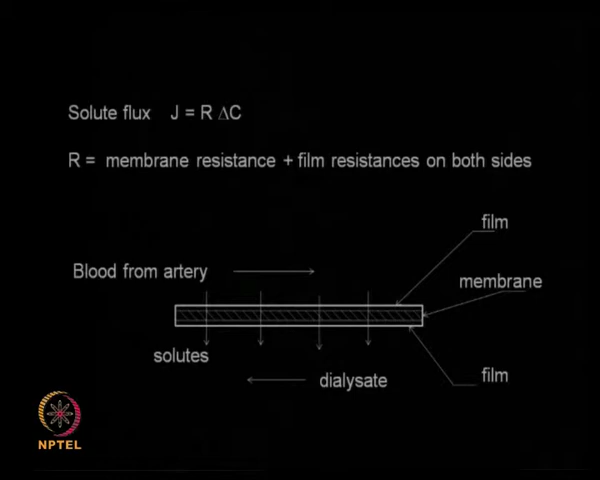 Solute flux J = R ΔC
R = membrane resistance + film resistances on both sides
film
Blood from artery
membrane
solutes
dialysate
film
NPTEL